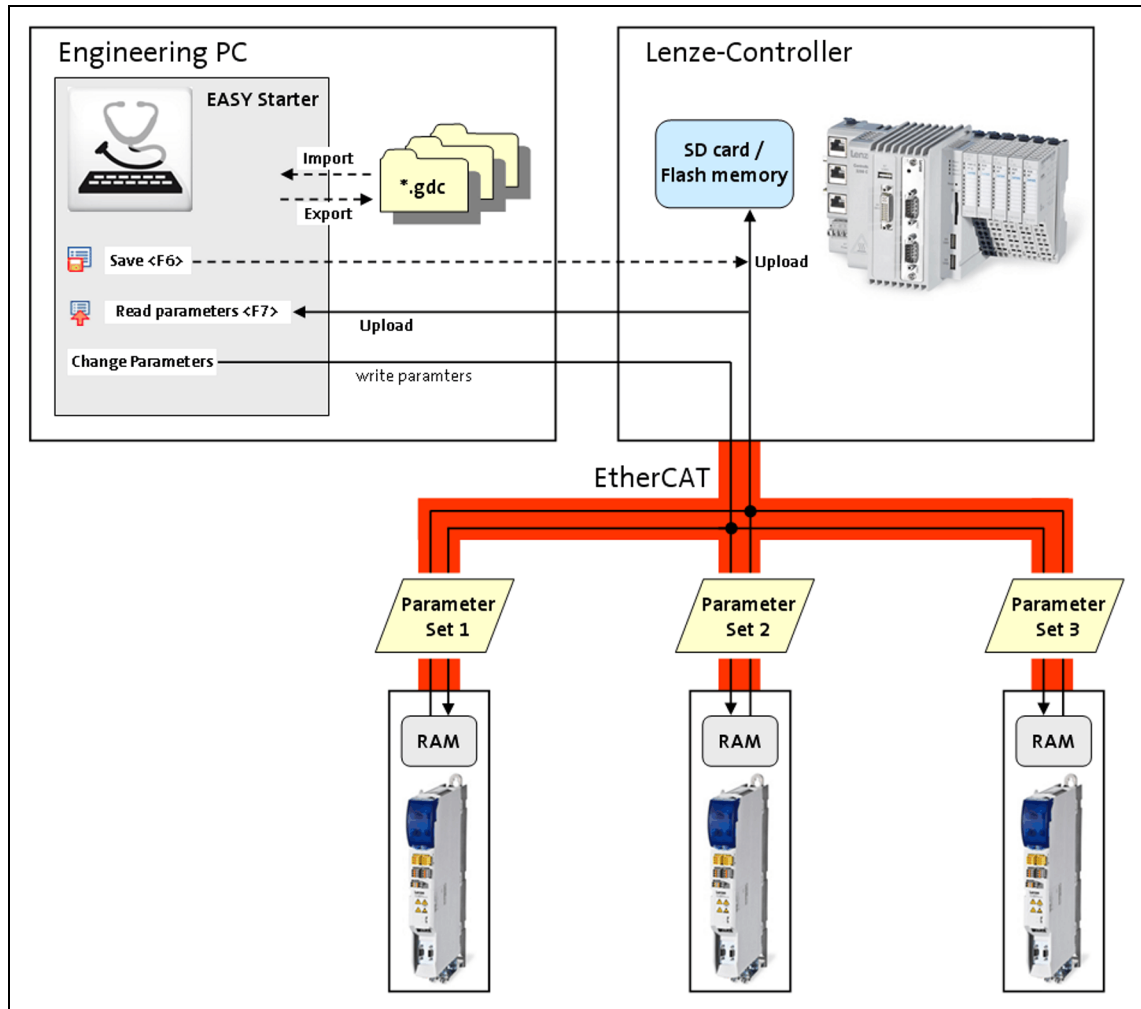 Engineering PC
EASY Starter
Import
Export
*.gdc
Save <F6>
Read parameters <F7>
Upload
Change Parameters
write paramters
Lenze-Controller
SD card /
Flash memory
Lenze
Upload
EtherCAT
Parameter
Set 1
Parameter
Set 2
Parameter
Set 3
RAM
RAM
RAM